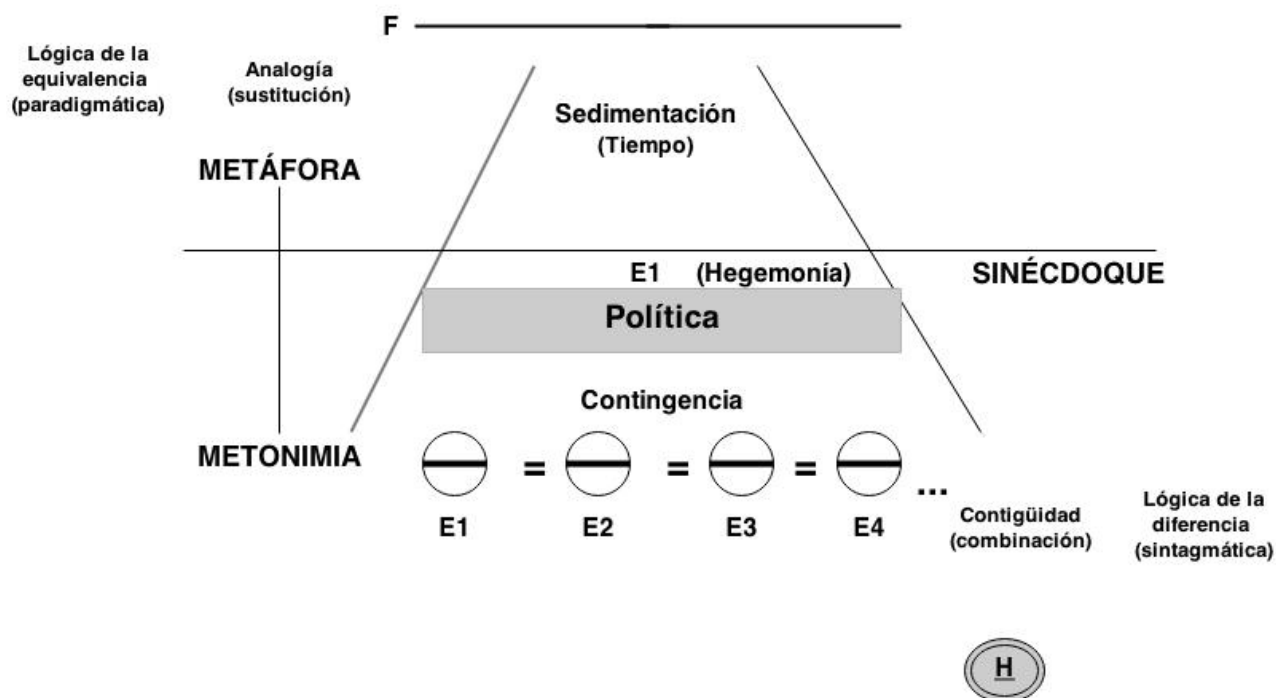 F
Lógica de la
equivalencia
(paradigmática)
Analogía
(sustitución)
Sedimentación
(Tiempo)
METÁFORA
E1 (Hegemonía)
SINÉCDOQUE
Política
Contingencia
METONIMIA
= = = ...
E1 E2 E3 E4
Contigüidad
(combinación)
Lógica de la
diferencia
(sintagmática)
H